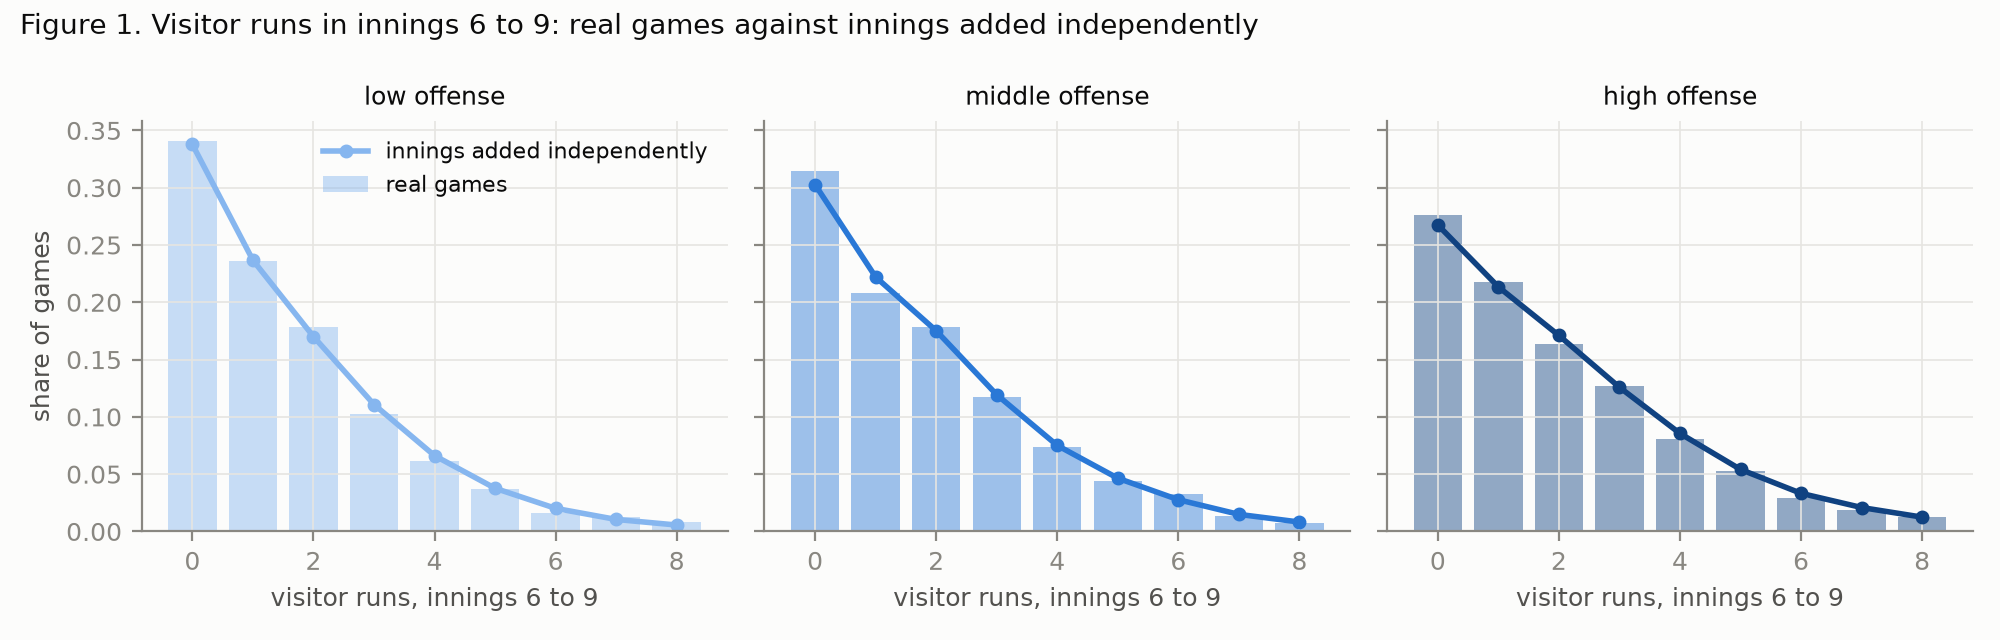 Figure 1. Visitor runs in innings 6 to 9: real games against innings added independently
low offense
middle offense
high offense
innings added independently
real games
share of games
0.35
0.30
0.25
0.20
0.15
0.10
0.05
0.00
0 2 4 6 8
0 2 4 6 8
0 2 4 6 8
visitor runs, innings 6 to 9
visitor runs, innings 6 to 9
visitor runs, innings 6 to 9